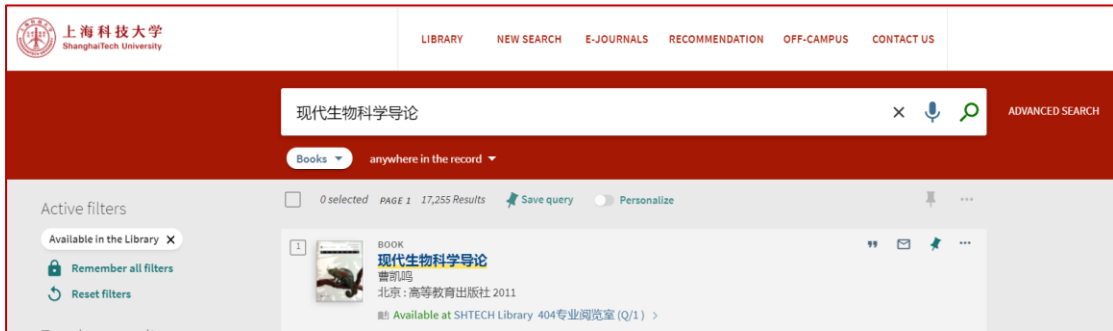 上海科技大学
ShanghaiTech University
LIBRARY NEW SEARCH E-JOURNALS RECOMMENDATION OFF-CAMPUS CONTACT US
现代生物科学导论
ADVANCED SEARCH
Books anywhere in the record
0 selected PAGE 1 17,255 Results Save query Personalize
Active filters
Available in the Library X
Remember all filters
Reset filters
1
BOOK
现代生物科学导论
曹凯鸣
北京 : 高等教育出版社 2011
Available at SHTECH Library 404专业阅览室 (Q/1) >